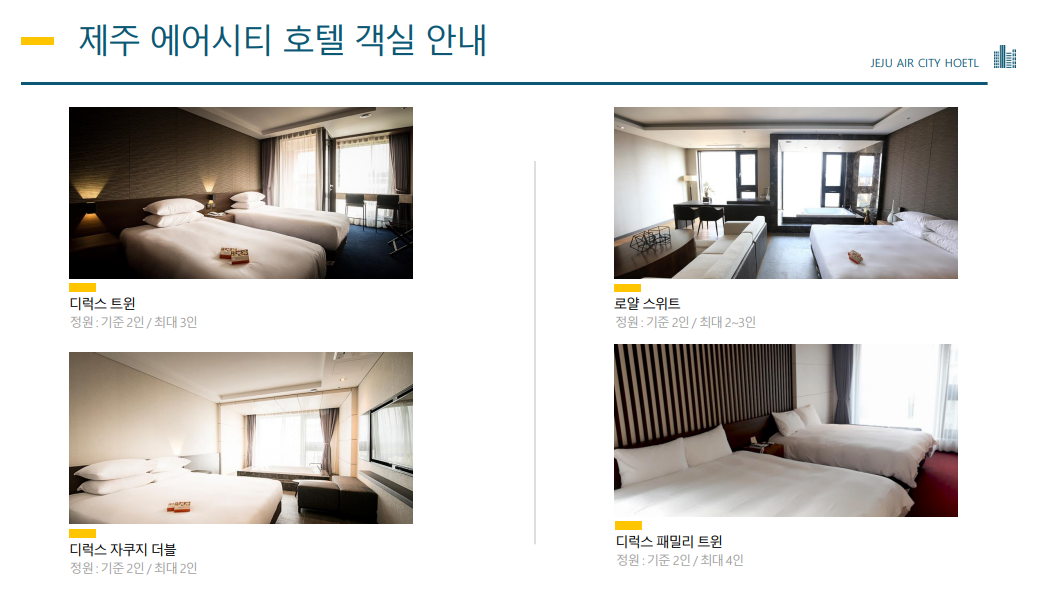 제주 에어시티 호텔 객실 안내
JEJU AIR CITY HOETL
디럭스 트윈
정원 : 기준 2인 / 최대 3인
로얄 스위트
정원 : 기준 2인 / 최대 2~3인
디럭스 자쿠지 더블
정원 : 기준 2인 / 최대 2인
디럭스 패밀리 트윈
정원 : 기준 2인 / 최대 4인